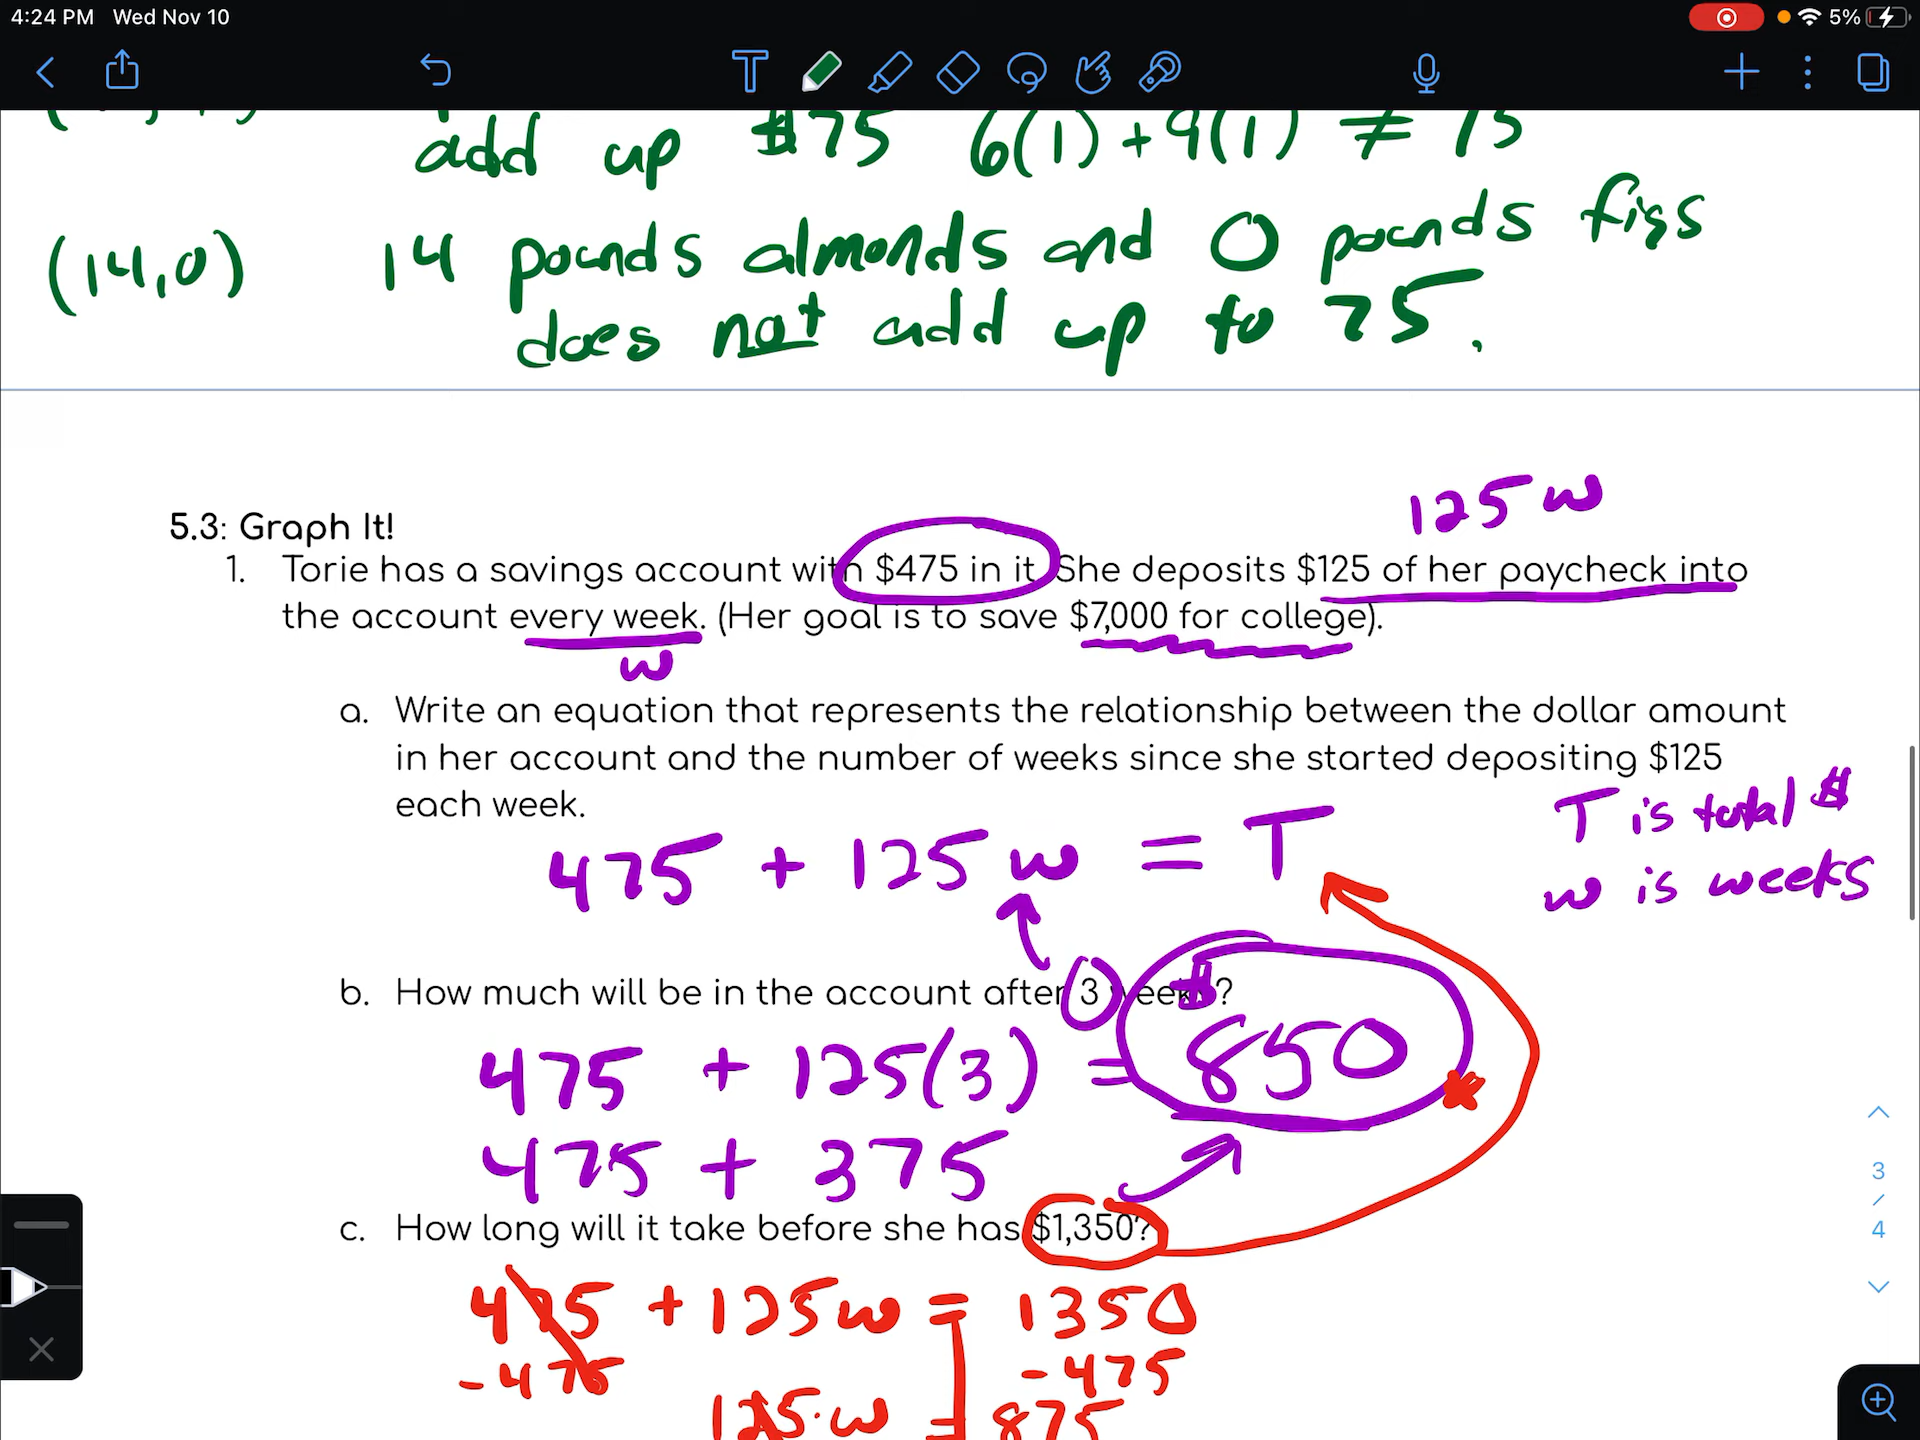 4:24 PM Wed Nov 10
5%
add up $75 6(1) + 9(1) ≠ 75
(14,0) 14 pounds almonds and 0 pounds figs
does not add up to 75.
125w
5.3: Graph It!
1. Torie has a savings account with $475 in it. She deposits $125 of her paycheck into
the account every week. (Her goal is to save $7,000 for college).
w
a. Write an equation that represents the relationship between the dollar amount
in her account and the number of weeks since she started depositing $125
each week.
T is total $
w is weeks
475 + 125w = T
b. How much will be in the account after 3 weeks?
475 + 125(3) = $850
475 + 375
c. How long will it take before she has $1,350?
475 + 125w = 1350
-475 -475
125·w = 875
3
/
4